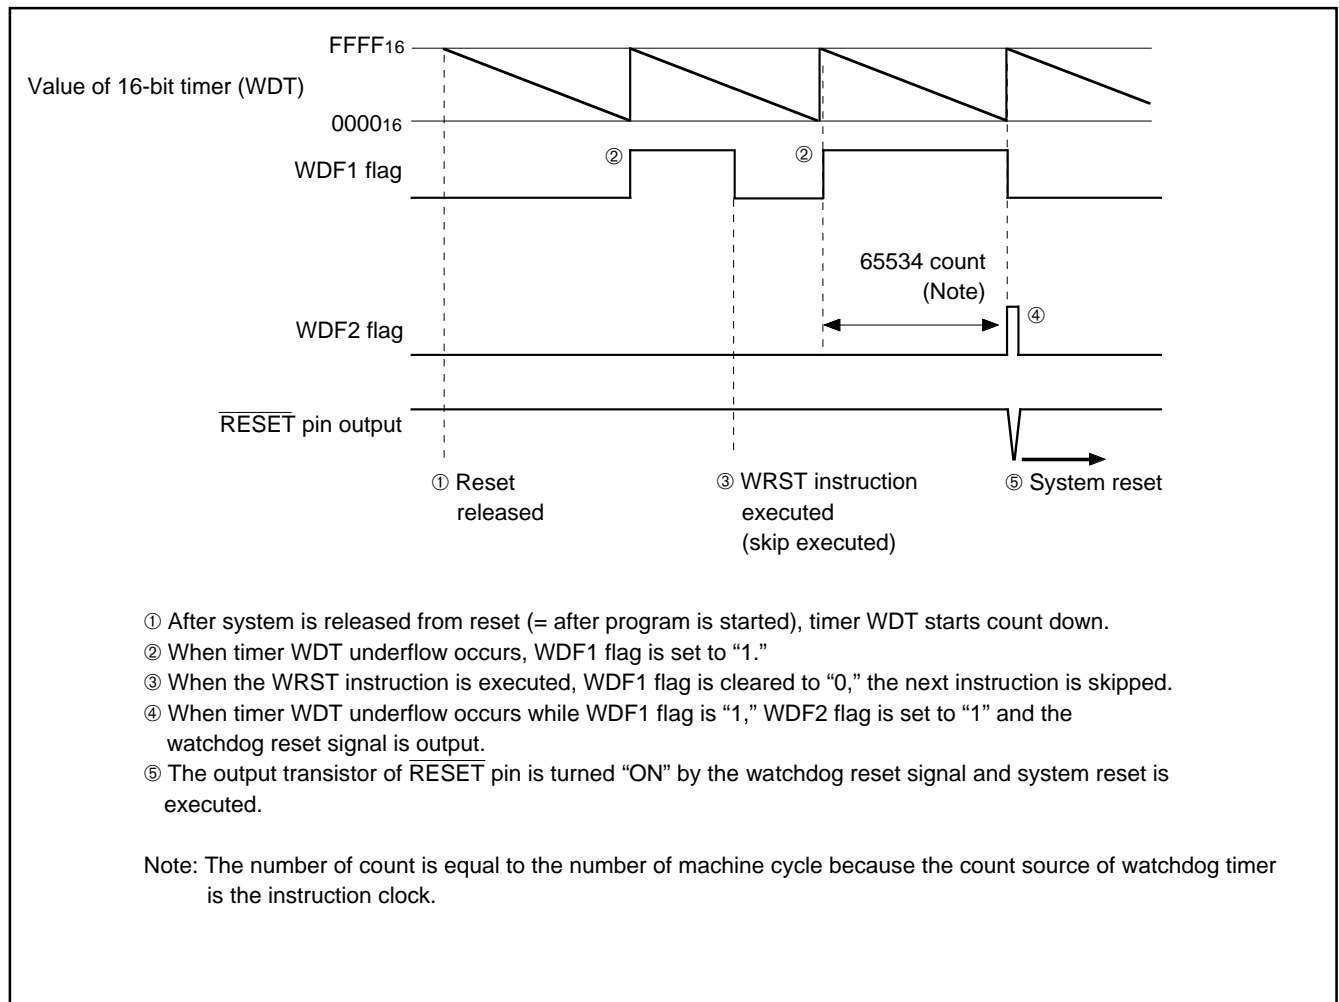 FFFF16
Value of 16-bit timer (WDT)
000016
WDF1 flag
② ②
65534 count
(Note)
WDF2 flag
④
RESET pin output
① Reset
released
③ WRST instruction
executed
(skip executed)
⑤ System reset
① After system is released from reset (= after program is started), timer WDT starts count down.
② When timer WDT underflow occurs, WDF1 flag is set to “1.”
③ When the WRST instruction is executed, WDF1 flag is cleared to “0,” the next instruction is skipped.
④ When timer WDT underflow occurs while WDF1 flag is “1,” WDF2 flag is set to “1” and the
watchdog reset signal is output.
⑤ The output transistor of RESET pin is turned “ON” by the watchdog reset signal and system reset is
executed.
Note: The number of count is equal to the number of machine cycle because the count source of watchdog timer
is the instruction clock.